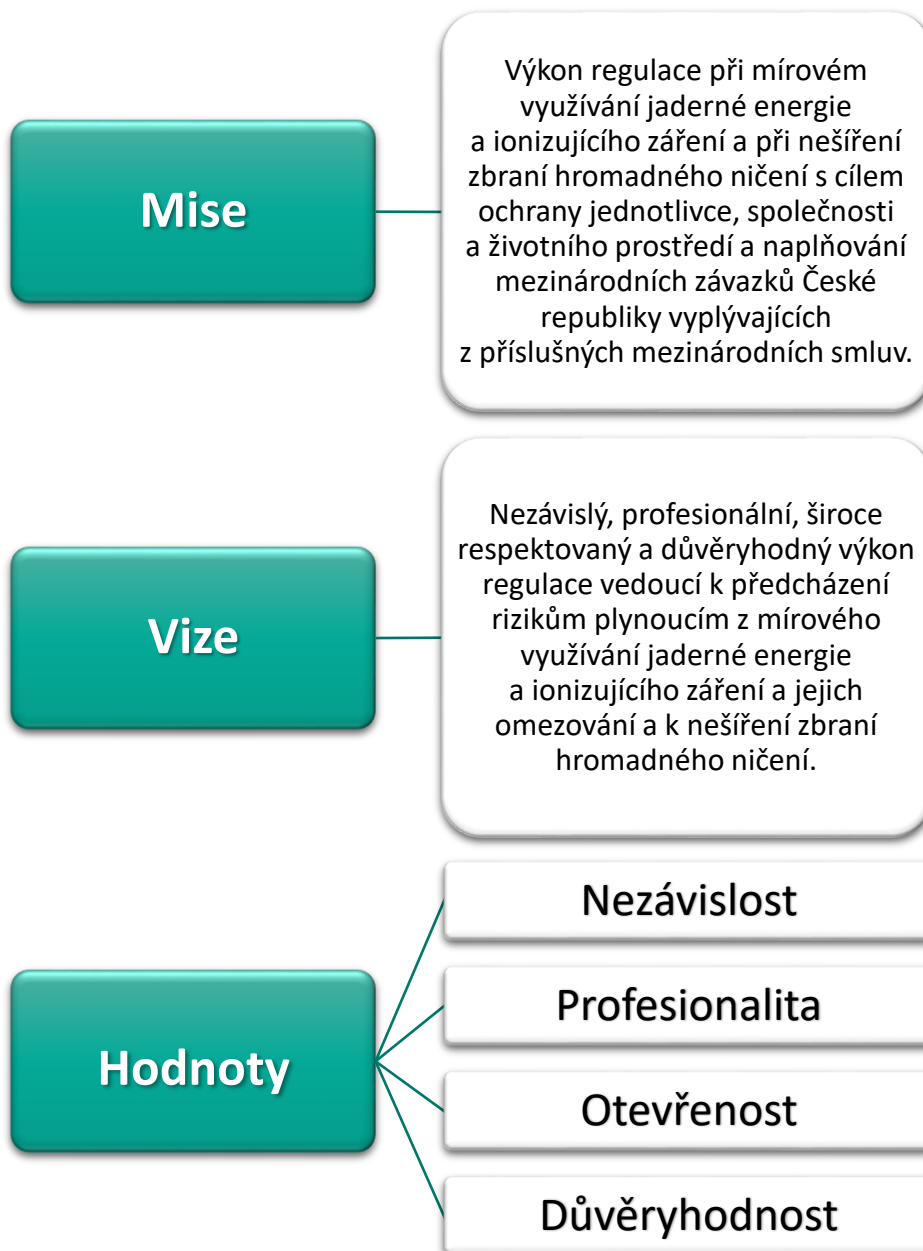 Mise
Výkon regulace při mírovém
využívání jaderné energie
a ionizujícího záření a při nešíření
zbraní hromadného ničení s cílem
ochrany jednotlivce, společnosti
a životního prostředí a naplňování
mezinárodních závazků České
republiky vyplývajících
z příslušných mezinárodních smluv.
Vize
Nezávislý, profesionální, široce
respektovaný a důvěryhodný výkon
regulace vedoucí k předcházení
rizikům plynoucím z mírového
využívání jaderné energie
a ionizujícího záření a jejich
omezování a k nešíření zbraní
hromadného ničení.
Hodnoty
Nezávislost
Profesionalita
Otevřenost
Důvěryhodnost